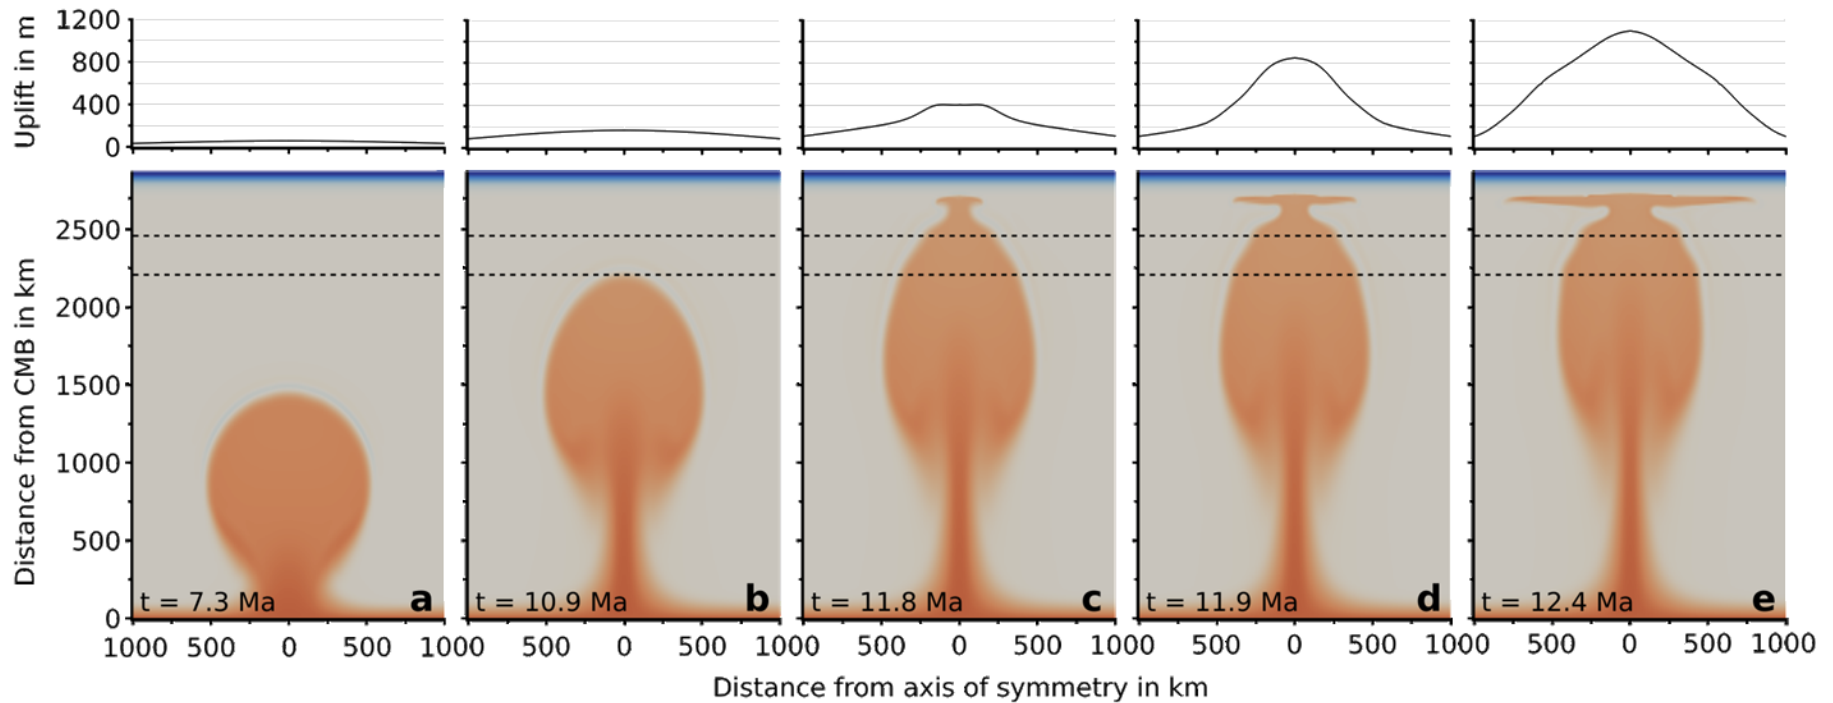 Uplift in m
1200
800
400
0
Distance from CMB in km
2500
2000
1500
1000
500
0
t = 7.3 Ma a
t = 10.9 Ma b
t = 11.8 Ma c
t = 11.9 Ma d
t = 12.4 Ma e
1000 500 0 500 1000 500 0 500 1000 500 0 500 1000 500 0 500 1000 500 0 500 1000
Distance from axis of symmetry in km